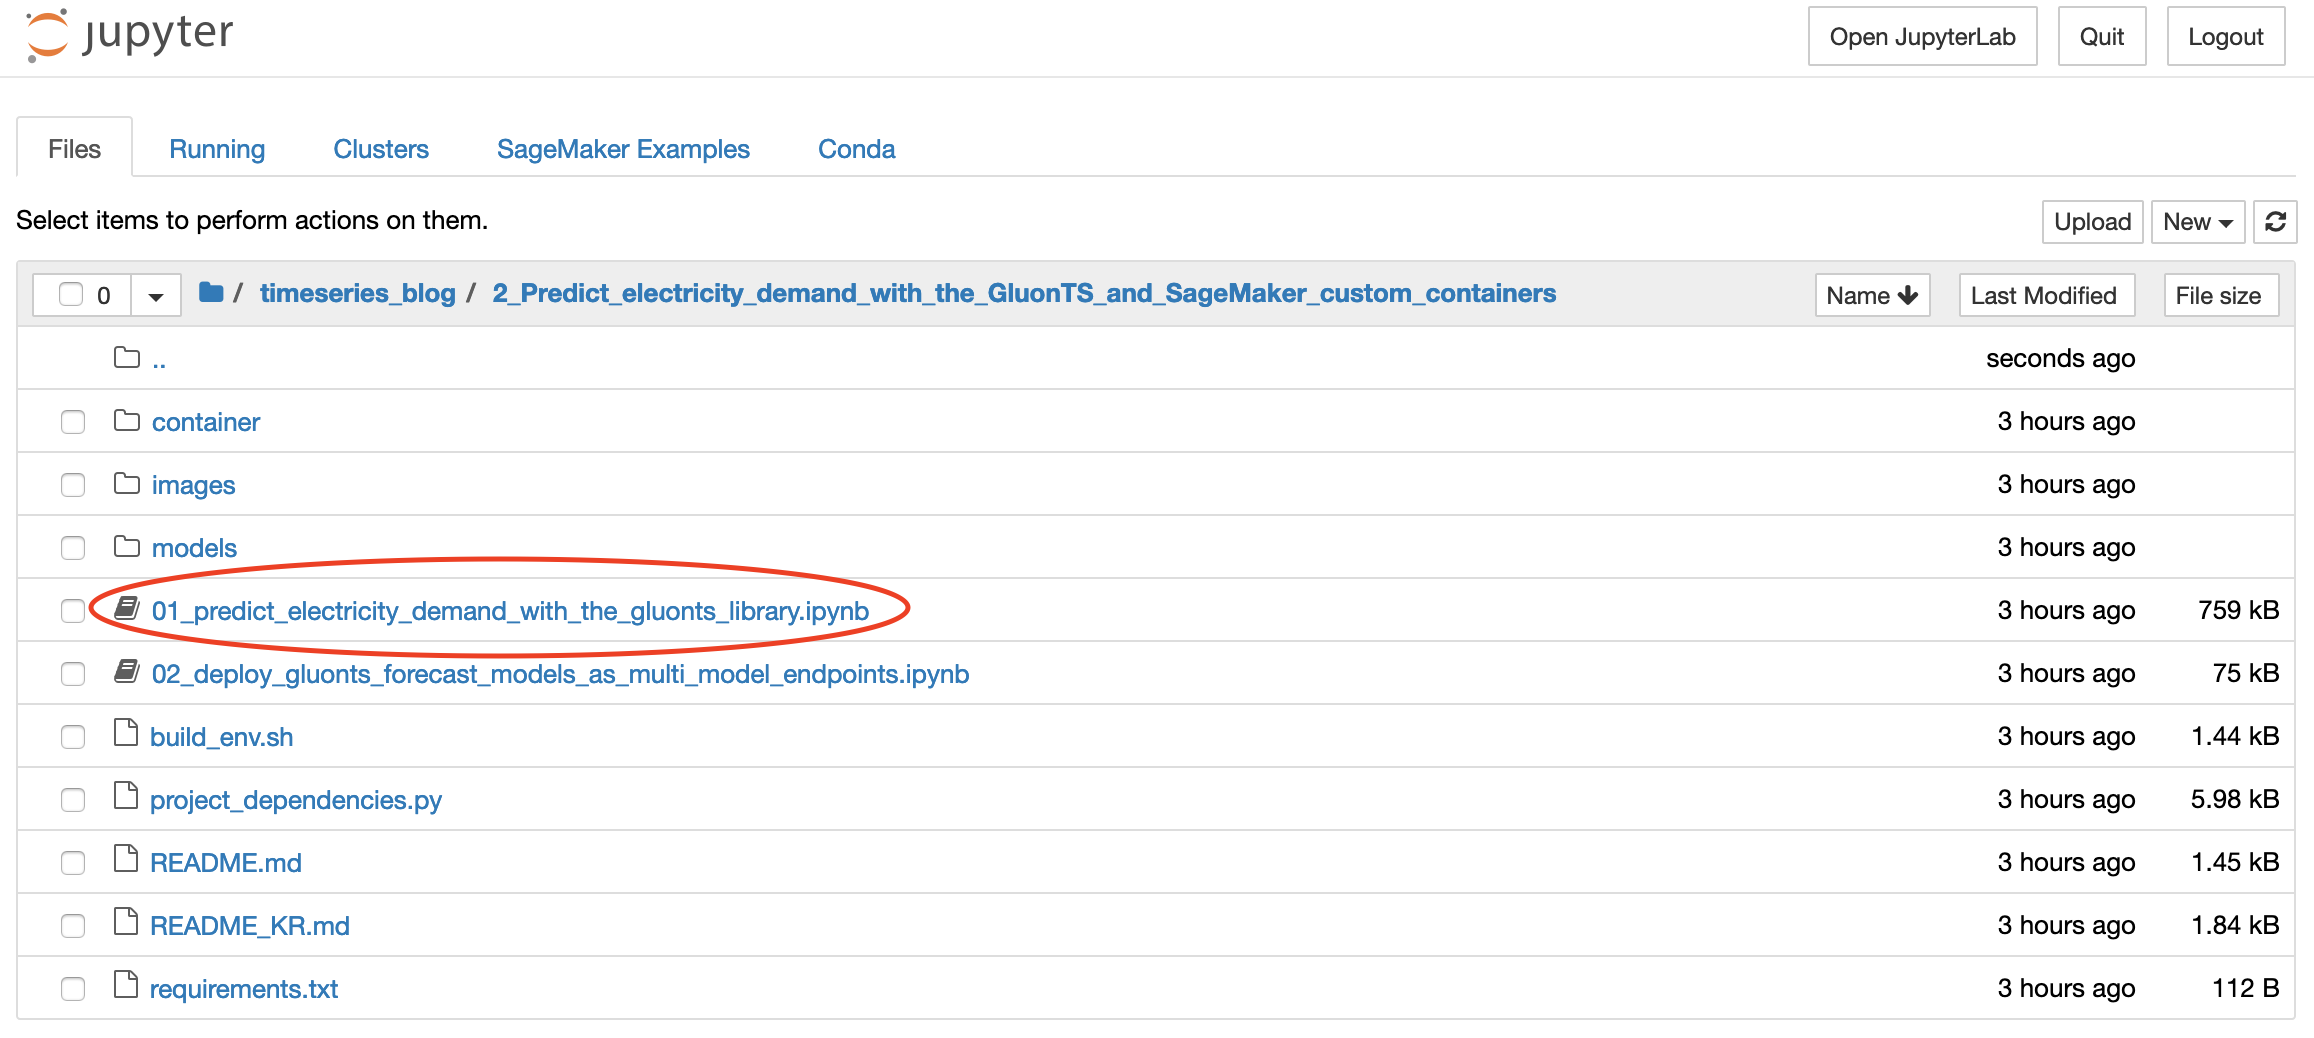 jupyter
Open JupyterLab Quit Logout
Files Running Clusters SageMaker Examples Conda
Select items to perform actions on them.
Upload New
0 / timeseries_blog / 2_Predict_electricity_demand_with_the_GluonTS_and_SageMaker_custom_containers Name Last Modified File size
.. seconds ago
container 3 hours ago
images 3 hours ago
models 3 hours ago
01_predict_electricity_demand_with_the_gluonts_library.ipynb 3 hours ago 759 kB
02_deploy_gluonts_forecast_models_as_multi_model_endpoints.ipynb 3 hours ago 75 kB
build_env.sh 3 hours ago 1.44 kB
project_dependencies.py 3 hours ago 5.98 kB
README.md 3 hours ago 1.45 kB
README_KR.md 3 hours ago 1.84 kB
requirements.txt 3 hours ago 112 B